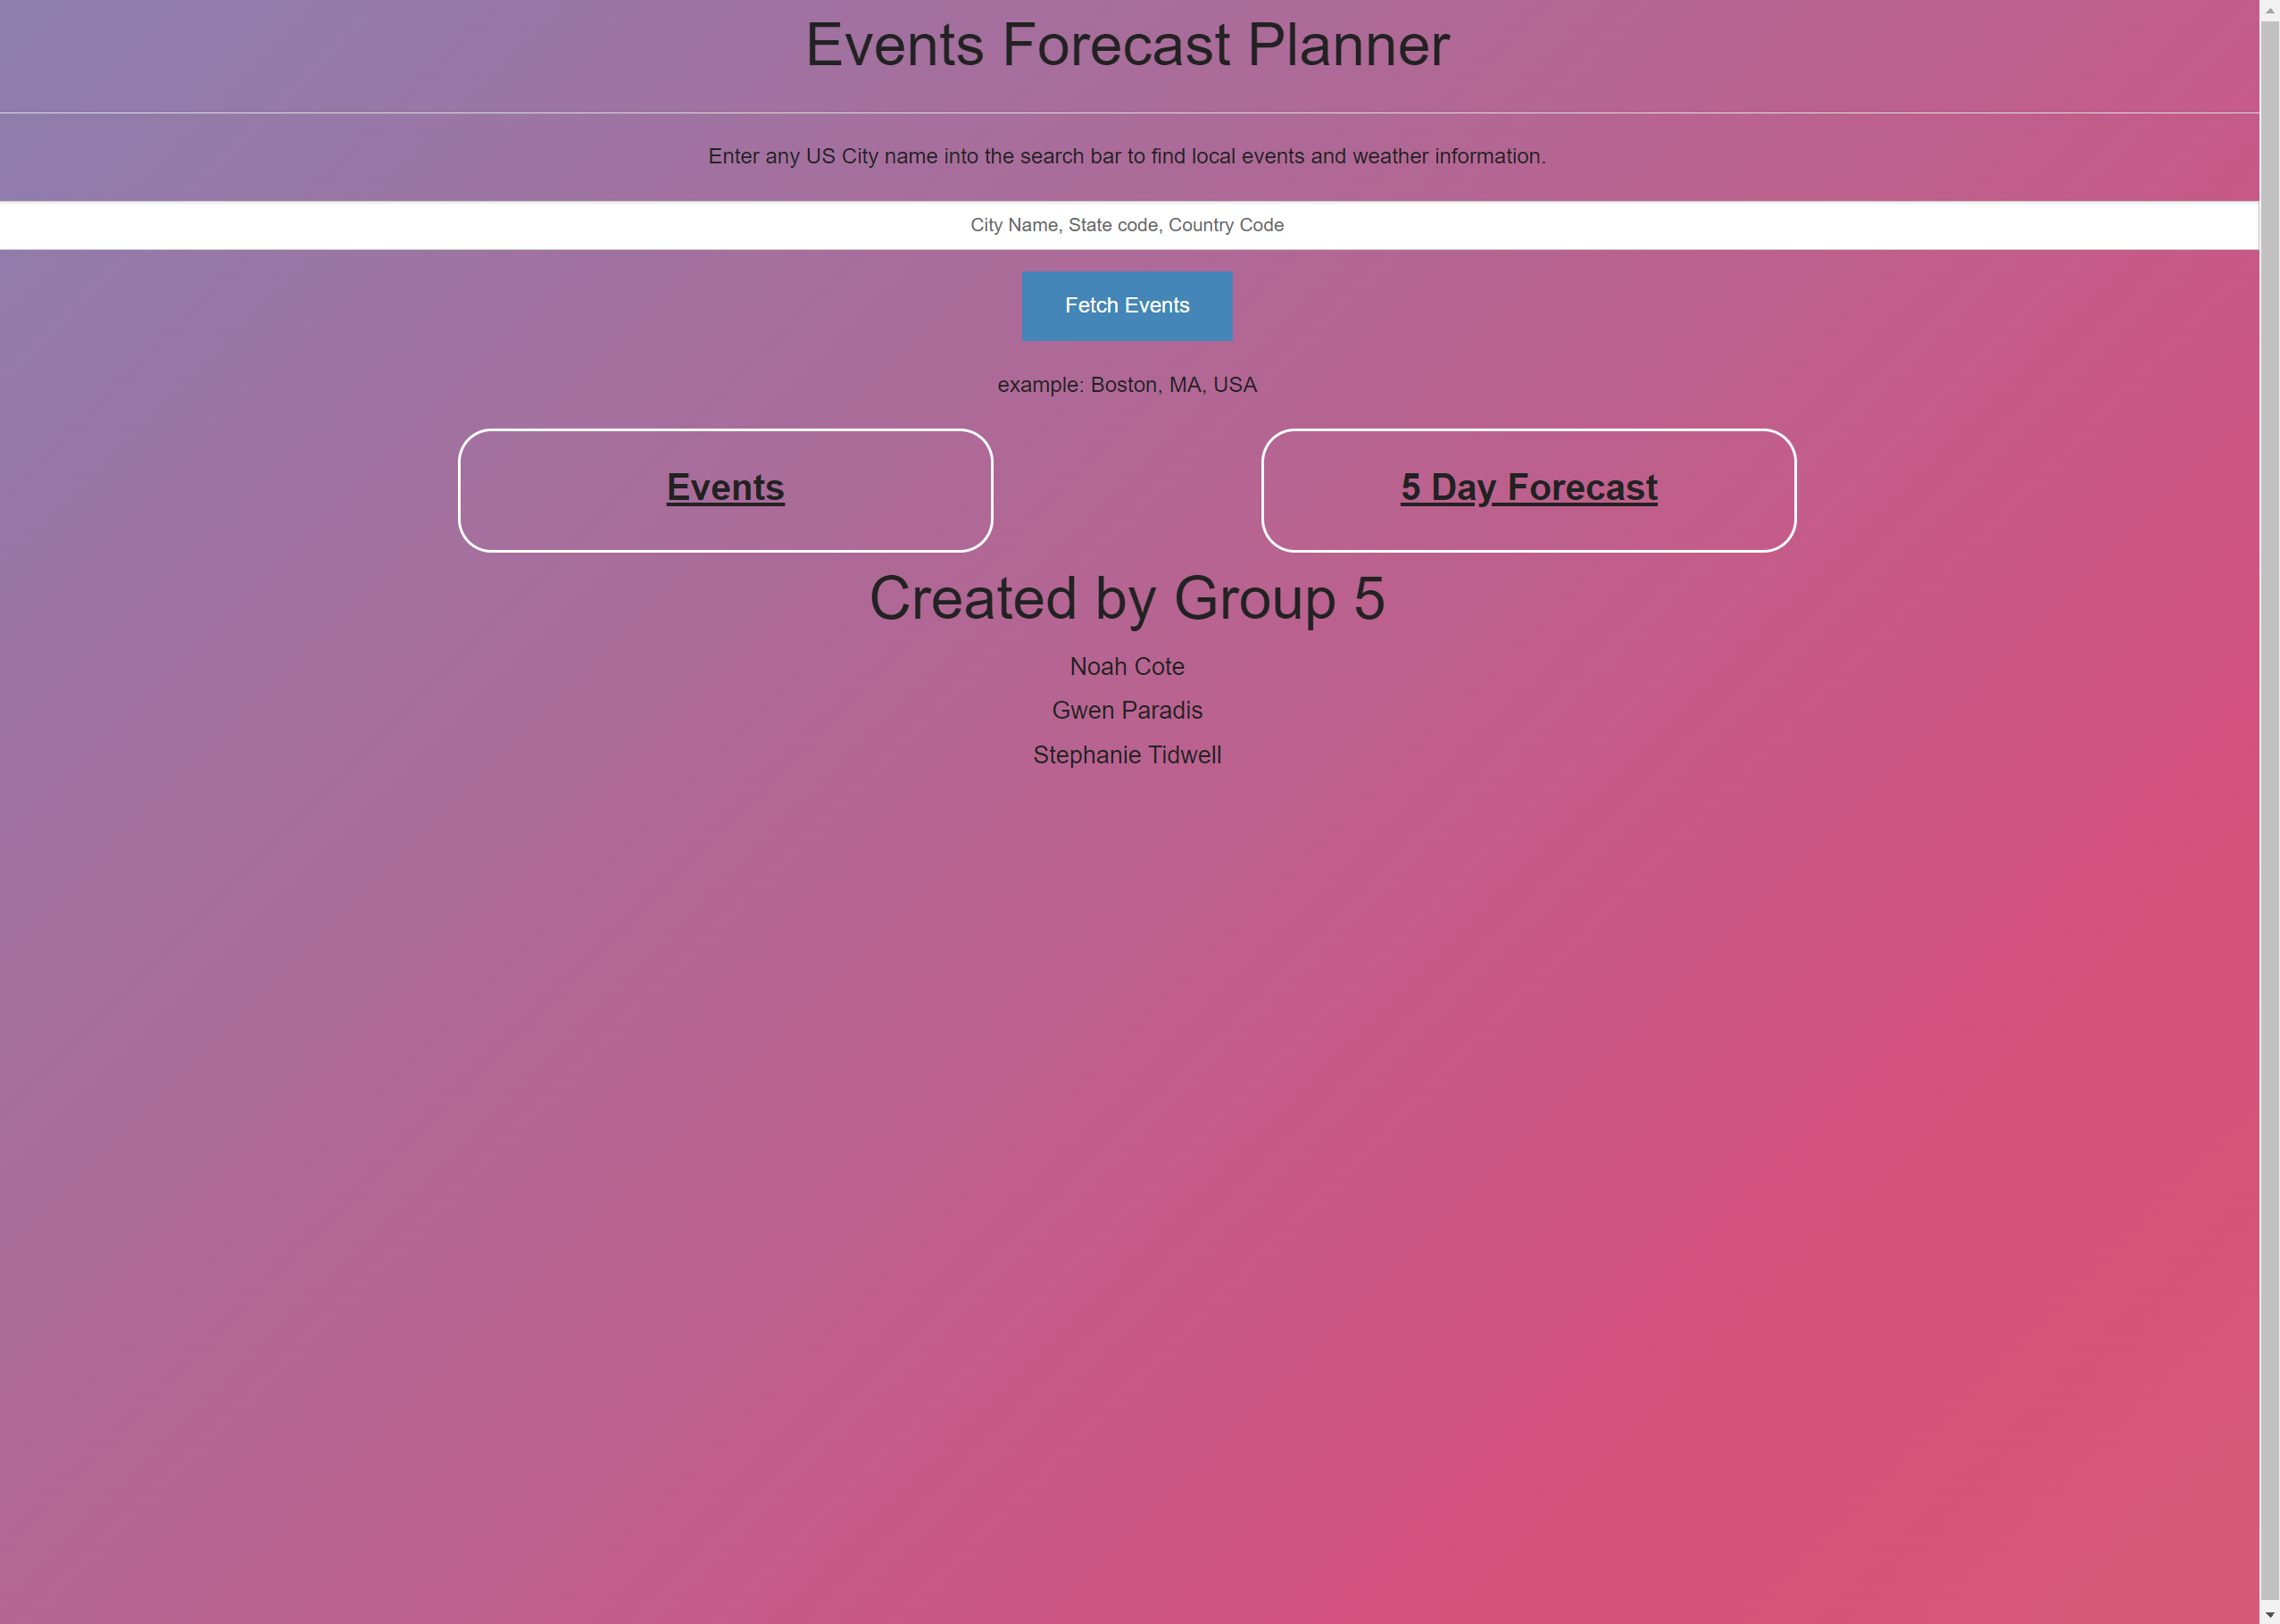 Events Forecast Planner
Enter any US City name into the search bar to find local events and weather information.
City Name, State code, Country Code
Fetch Events
example: Boston, MA, USA
Events
5 Day Forecast
Created by Group 5
Noah Cote
Gwen Paradis
Stephanie Tidwell